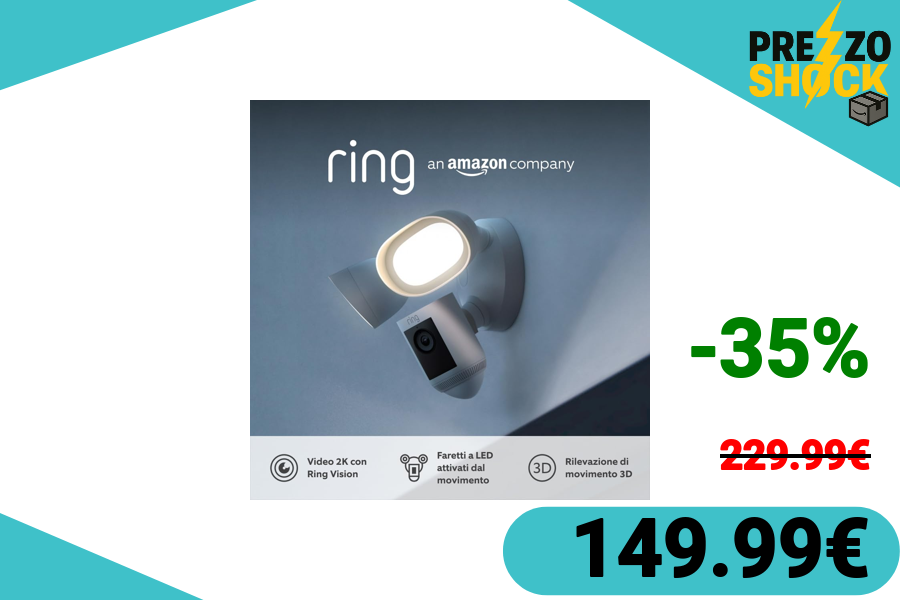 PREZZO
SHOCK
ring an amazon company
ring
Video 2K con
Ring Vision
Faretti a LED
attivati dal
movimento
3D
Rilevazione di
movimento 3D
-35%
229.99€
149.99€